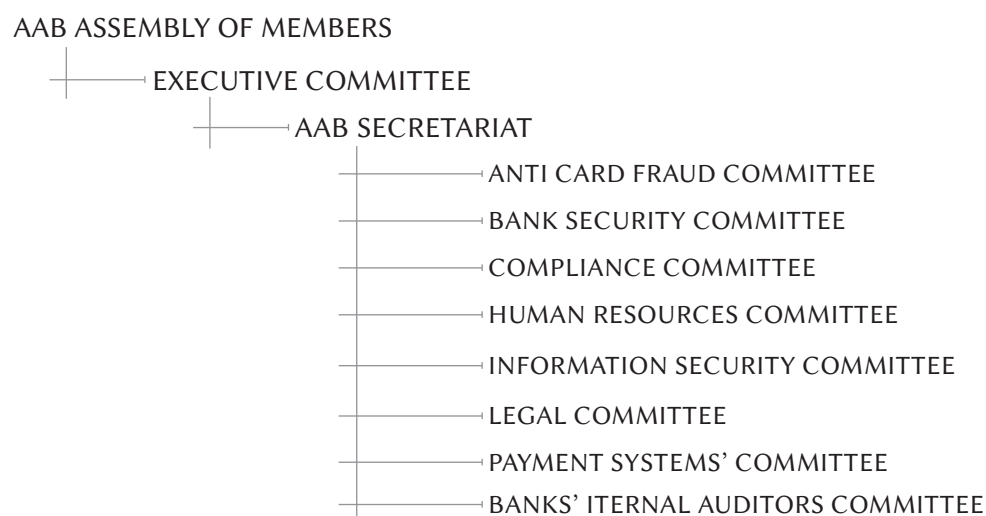 AAB ASSEMBLY OF MEMBERS
EXECUTIVE COMMITTEE
AAB SECRETARIAT
ANTI CARD FRAUD COMMITTEE
BANK SECURITY COMMITTEE
COMPLIANCE COMMITTEE
HUMAN RESOURCES COMMITTEE
INFORMATION SECURITY COMMITTEE
LEGAL COMMITTEE
PAYMENT SYSTEMS’ COMMITTEE
BANKS’ ITERNAL AUDITORS COMMITTEE